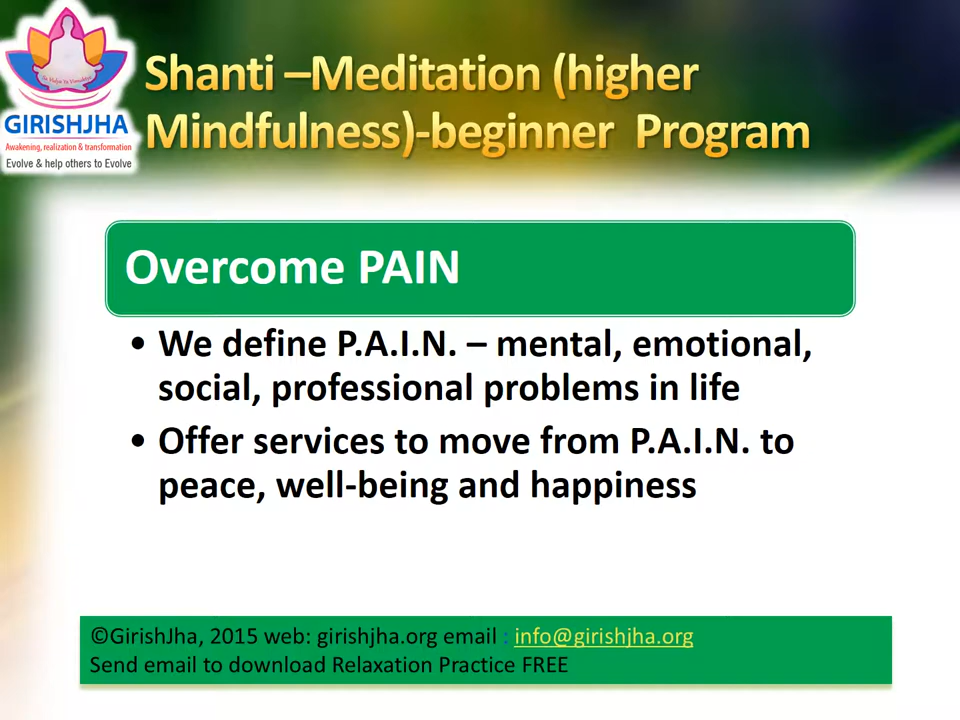 Shanti –Meditation (higher
Mindfulness)-beginner Program
GIRISHJHA
Awakening, realization & transformation
Evolve & help others to Evolve
Overcome PAIN
• We define P.A.I.N. – mental, emotional,
social, professional problems in life
• Offer services to move from P.A.I.N. to
peace, well-being and happiness
©GirishJha, 2015 web: girishjha.org email : info@girishjha.org
Send email to download Relaxation Practice FREE